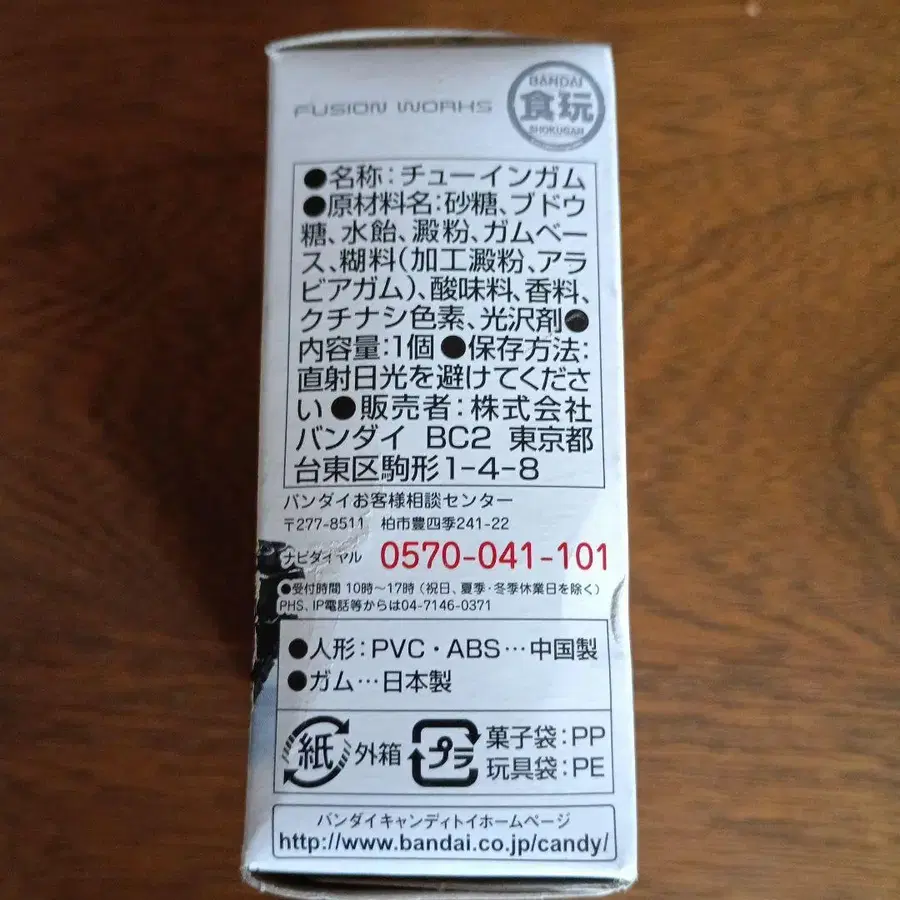 FUSION WORKS
BANDAI
食玩
SHOKUGAN
●名称:チューインガム
●原材料名:砂糖、ブドウ
糖、水飴、澱粉、ガムベー
ス、糊料(加工澱粉、アラ
ビアガム)、酸味料、香料、
クチナシ色素、光沢剤●
内容量:1個 ●保存方法:
直射日光を避けてくださ
い ●販売者:株式会社
バンダイ BC2 東京都
台東区駒形1-4-8
バンダイお客様相談センター
〒277-8511 柏市豊四季241-22
ナビダイヤル 0570-041-101
●受付時間 10時〜17時(祝日、夏季・冬季休業日を除く)
PHS、IP電話等からは04-7146-0371
●人形:PVC・ABS…中国製
●ガム…日本製
紙 外箱
プラ 菓子袋:PP
玩具袋:PE
バンダイキャンディトイホームページ
http://www.bandai.co.jp/candy/